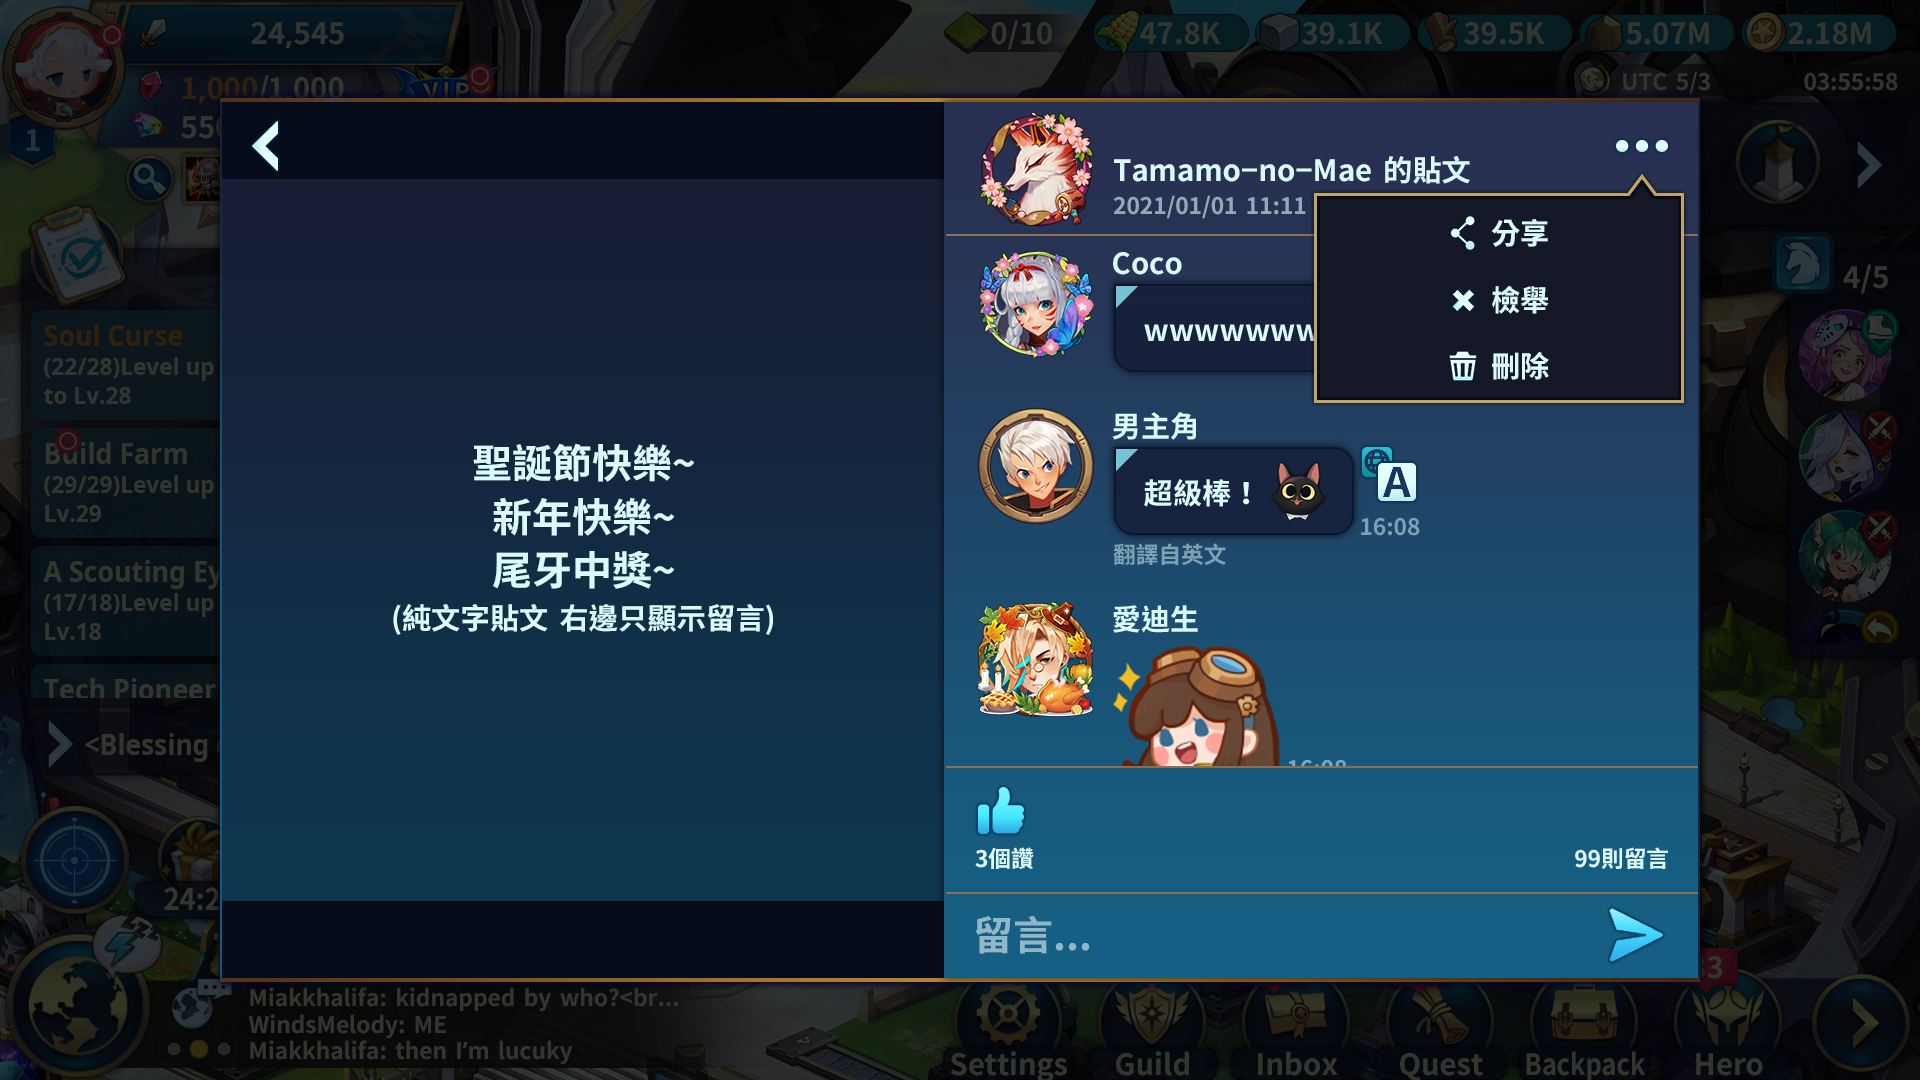 24,545
1,000/1,000
VIP
1
0/10
47.8K
39.1K
39.5K
5.07M
2.18M
UTC 5/3
03:55:58
4/5
Soul Curse
(22/28)Level up
to Lv.28
Build Farm
(29/29)Level up
Lv.29
A Scouting Ey
(17/18)Level up
Lv.18
Tech Pioneer
<Blessing
聖誕節快樂~
新年快樂~
尾牙中獎~
(純文字貼文 右邊只顯示留言)
Tamamo-no-Mae 的貼文
2021/01/01 11:11
分享
檢舉
刪除
Coco
wwwwwww
男主角
超級棒！
A
16:08
翻譯自英文
愛迪生
16:08
3個讚
99則留言
留言...
Miakkhalifa: kidnapped by who?<br...
WindsMelody: ME
Miakkhalifa: then I'm lucuky
Settings
Guild
Inbox
Quest
Backpack
Hero